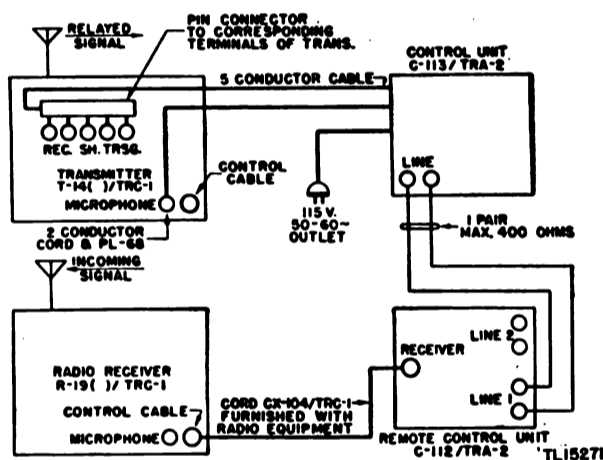 RELAYED
SIGNAL
PIN CONNECTOR
TO CORRESPONDING
TERMINALS OF TRANS.
5 CONDUCTOR CABLE
CONTROL UNIT
C-113/TRA-2
REC. SH. TRSG.
TRANSMITTER
T-14( )/TRC-1
MICROPHONE
CONTROL
CABLE
2 CONDUCTOR
CORD & PL-68
115 V.
50-60~
OUTLET
LINE
1 PAIR
MAX. 400 OHMS
INCOMING
SIGNAL
RADIO RECEIVER
R-19( )/TRC-1
CONTROL CABLE
MICROPHONE
CORD CX-104/TRC-1
FURNISHED WITH
RADIO EQUIPMENT
RECEIVER
LINE 2
LINE 1
REMOTE CONTROL UNIT
C-112/TRA-2
TL15271